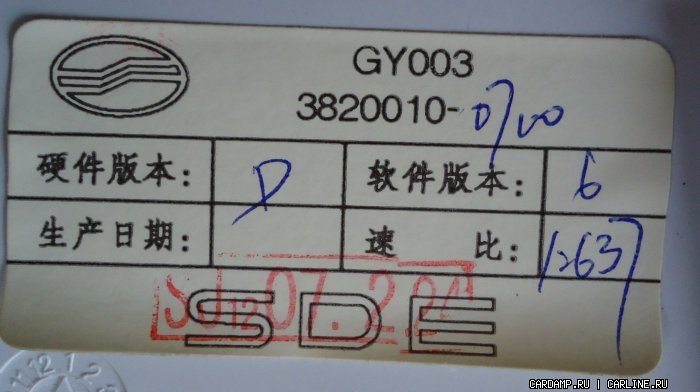 GY003
3820010-0700
硬件版本: D 软件版本: 6
生产日期: 速 比: 1:637
SDE
CARDAMP.RU | CARLINE.RU